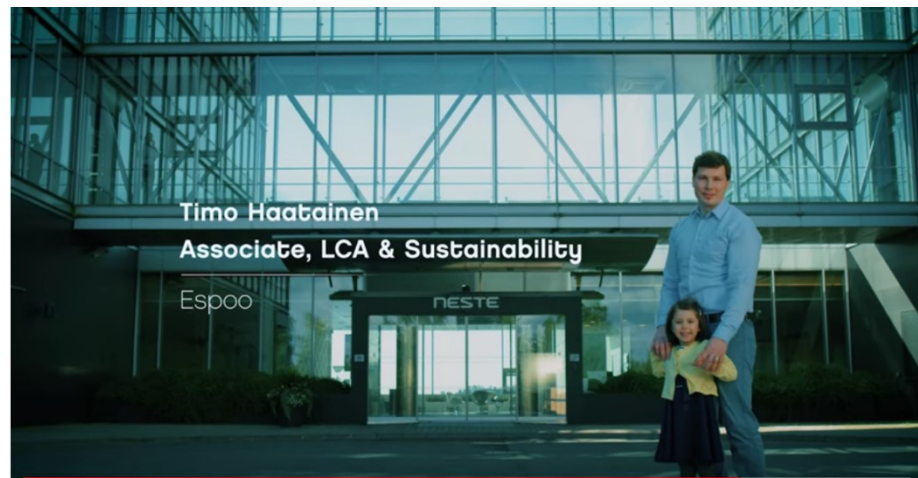 Timo Haatainen
Associate, LCA & Sustainability
Espoo
NESTE